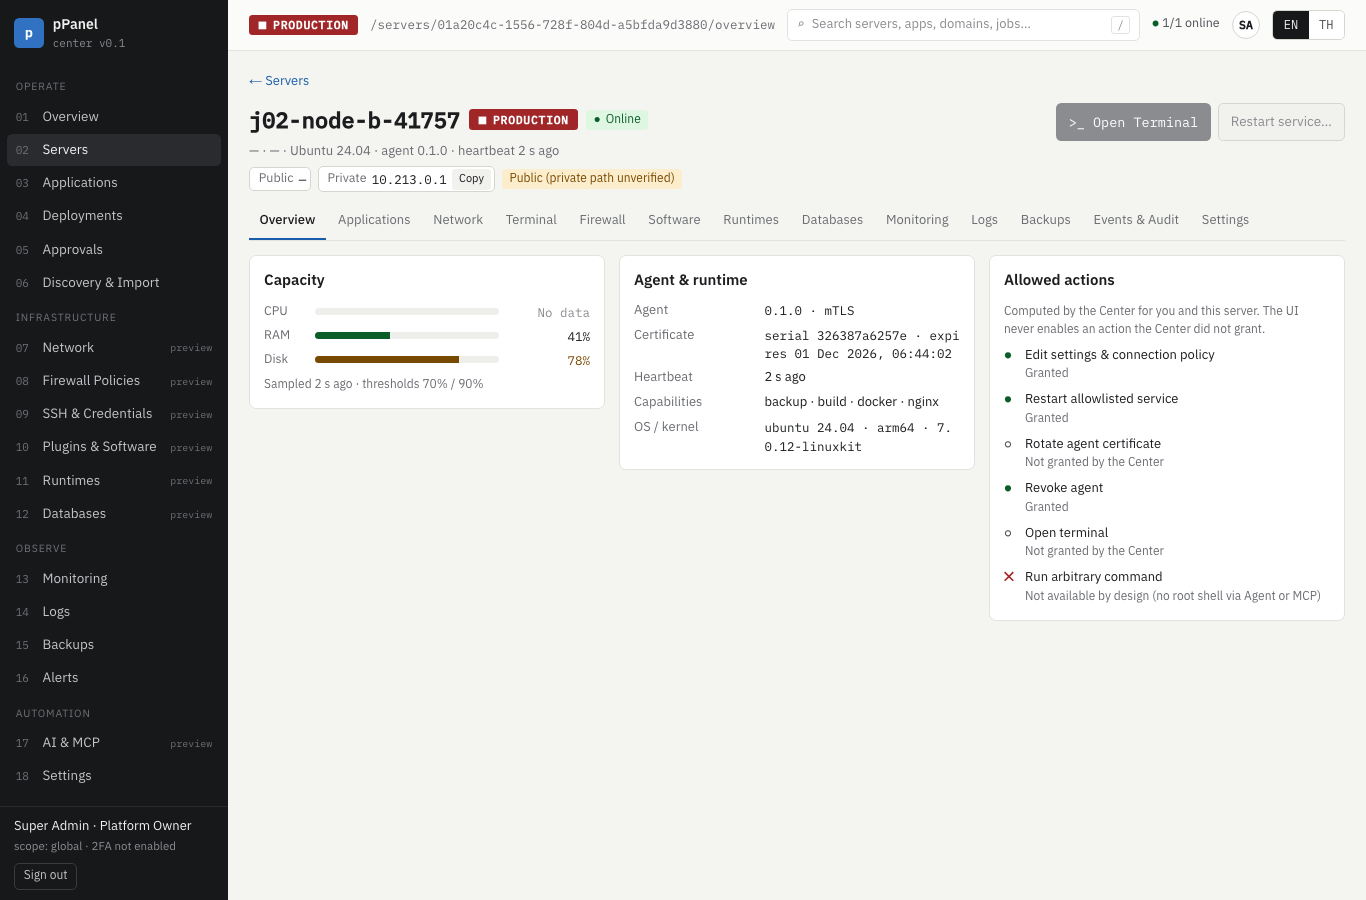 p
pPanel
center v0.1
OPERATE
01 Overview
02 Servers
03 Applications
04 Deployments
05 Approvals
06 Discovery & Import
INFRASTRUCTURE
07 Network preview
08 Firewall Policies preview
09 SSH & Credentials preview
10 Plugins & Software preview
11 Runtimes preview
12 Databases preview
OBSERVE
13 Monitoring
14 Logs
15 Backups
16 Alerts
AUTOMATION
17 AI & MCP preview
18 Settings
Super Admin · Platform Owner
scope: global · 2FA not enabled
Sign out
PRODUCTION /servers/01a20c4c-1556-728f-804d-a5bfda9d3880/overview Search servers, apps, domains, jobs... / 1/1 online SA EN TH
← Servers
j02-node-b-41757 PRODUCTION Online
>_ Open Terminal Restart service...
— · — · Ubuntu 24.04 · agent 0.1.0 · heartbeat 2 s ago
Public — Private 10.213.0.1 Copy Public (private path unverified)
Overview Applications Network Terminal Firewall Software Runtimes Databases Monitoring Logs Backups Events & Audit Settings
Capacity
CPU No data
RAM 41%
Disk 78%
Sampled 2 s ago · thresholds 70% / 90%
Agent & runtime
Agent 0.1.0 · mTLS
Certificate serial 326387a6257e · expi
res 01 Dec 2026, 06:44:02
Heartbeat 2 s ago
Capabilities backup · build · docker · nginx
OS / kernel ubuntu 24.04 · arm64 · 7.
0.12-linuxkit
Allowed actions
Computed by the Center for you and this server. The UI
never enables an action the Center did not grant.
Edit settings & connection policy
Granted
Restart allowlisted service
Granted
Rotate agent certificate
Not granted by the Center
Revoke agent
Granted
Open terminal
Not granted by the Center
Run arbitrary command
Not available by design (no root shell via Agent or MCP)